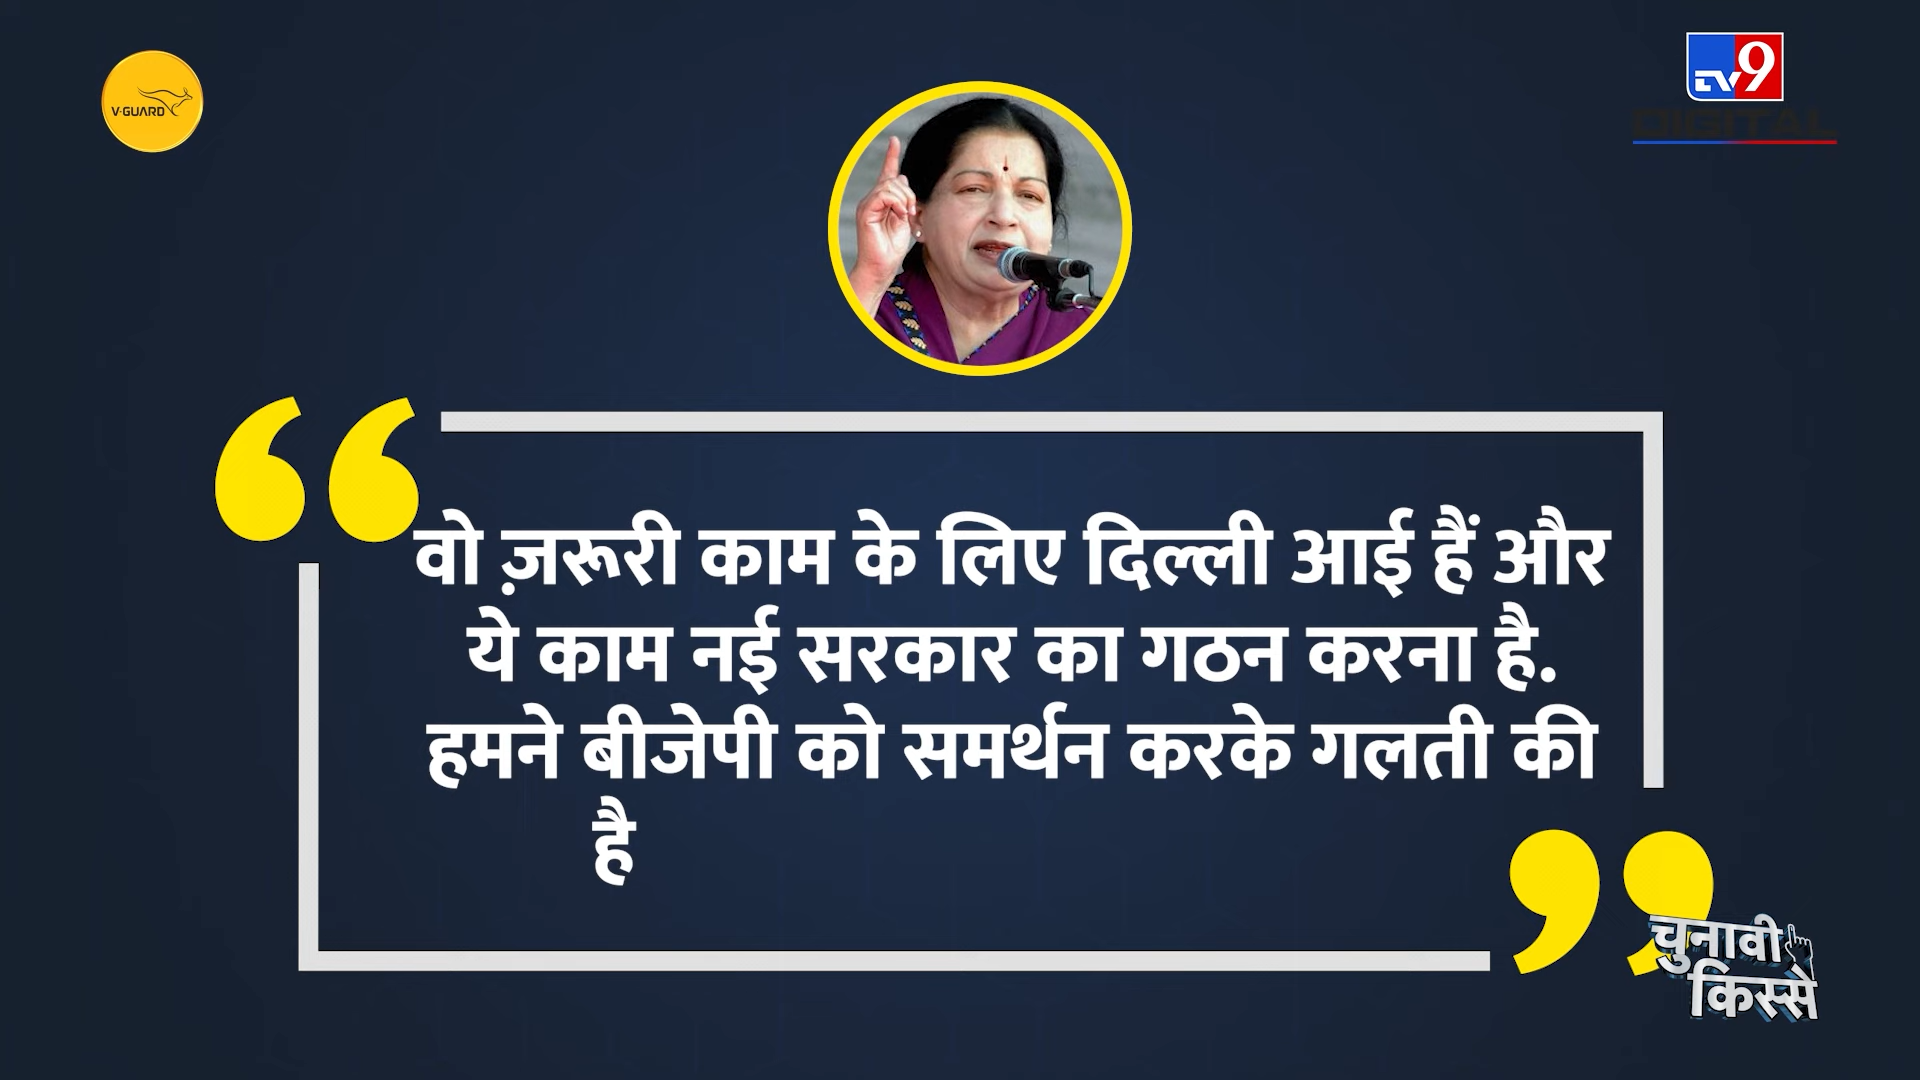 V-GUARD
TV9
DIGITAL
वो ज़रूरी काम के लिए दिल्ली आई हैं और
ये काम नई सरकार का गठन करना है.
हमने बीजेपी को समर्थन करके गलती की
है
चुनावी
किस्से